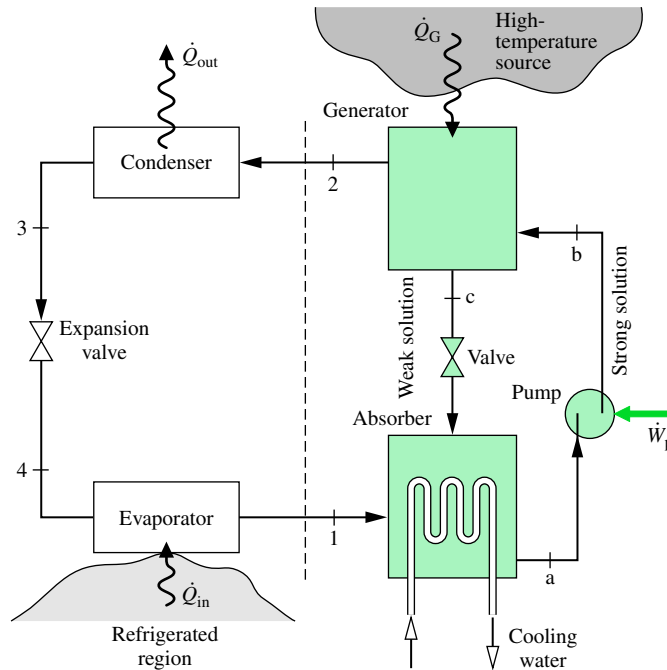 Q̇out
Q̇G
High-
temperature
source
Generator
Condenser
2
3
b
c
Weak solution
Strong solution
Expansion
valve
Valve
Pump
Absorber
Ẇp
4
Evaporator
1
a
Q̇in
Refrigerated
region
Cooling
water